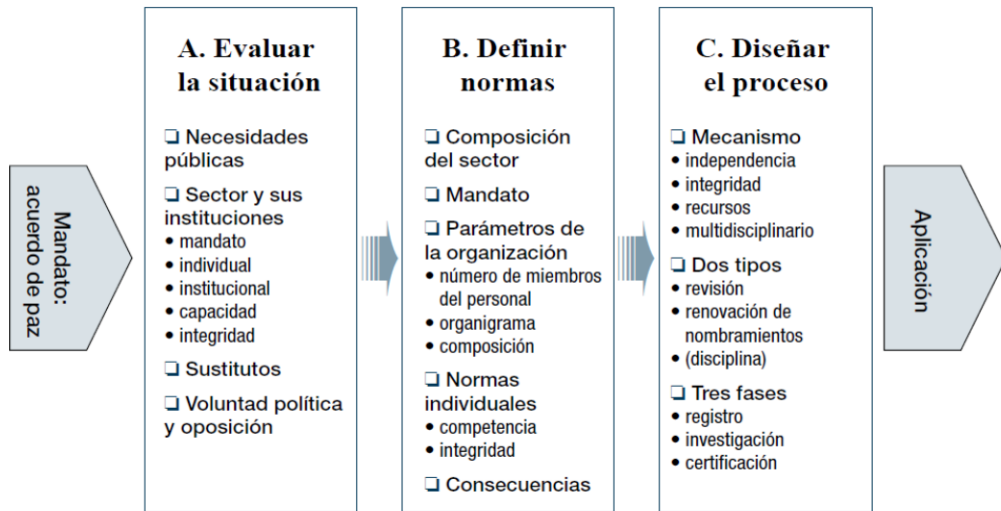 Mandato:
acuerdo de paz
A. Evaluar
la situación
❑ Necesidades
públicas
❑ Sector y sus
instituciones
• mandato
• individual
• institucional
• capacidad
• integridad
❑ Sustitutos
❑ Voluntad política
y oposición
B. Definir
normas
❑ Composición
del sector
❑ Mandato
❑ Parámetros de
la organización
• número de miembros
del personal
• organigrama
• composición
❑ Normas
individuales
• competencia
• integridad
❑ Consecuencias
C. Diseñar
el proceso
❑ Mecanismo
• independencia
• integridad
• recursos
• multidisciplinario
❑ Dos tipos
• revisión
• renovación de
nombramientos
• (disciplina)
❑ Tres fases
• registro
• investigación
• certificación
Aplicación